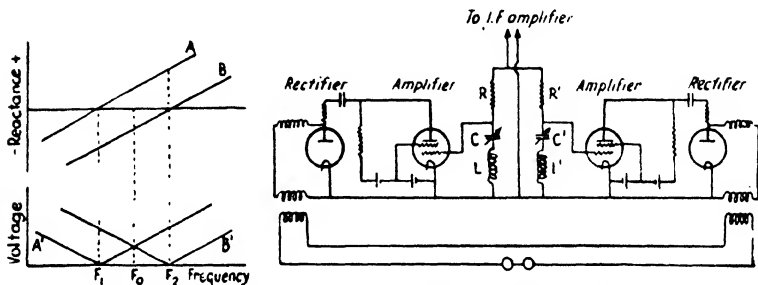 To I.F amplifier
A
B
-Reactance +
Rectifier
Amplifier
R
R'
Amplifier
Rectifier
C
C'
L
L'
Voltage
A'
B'
F₁
F₀
F₂
Frequency